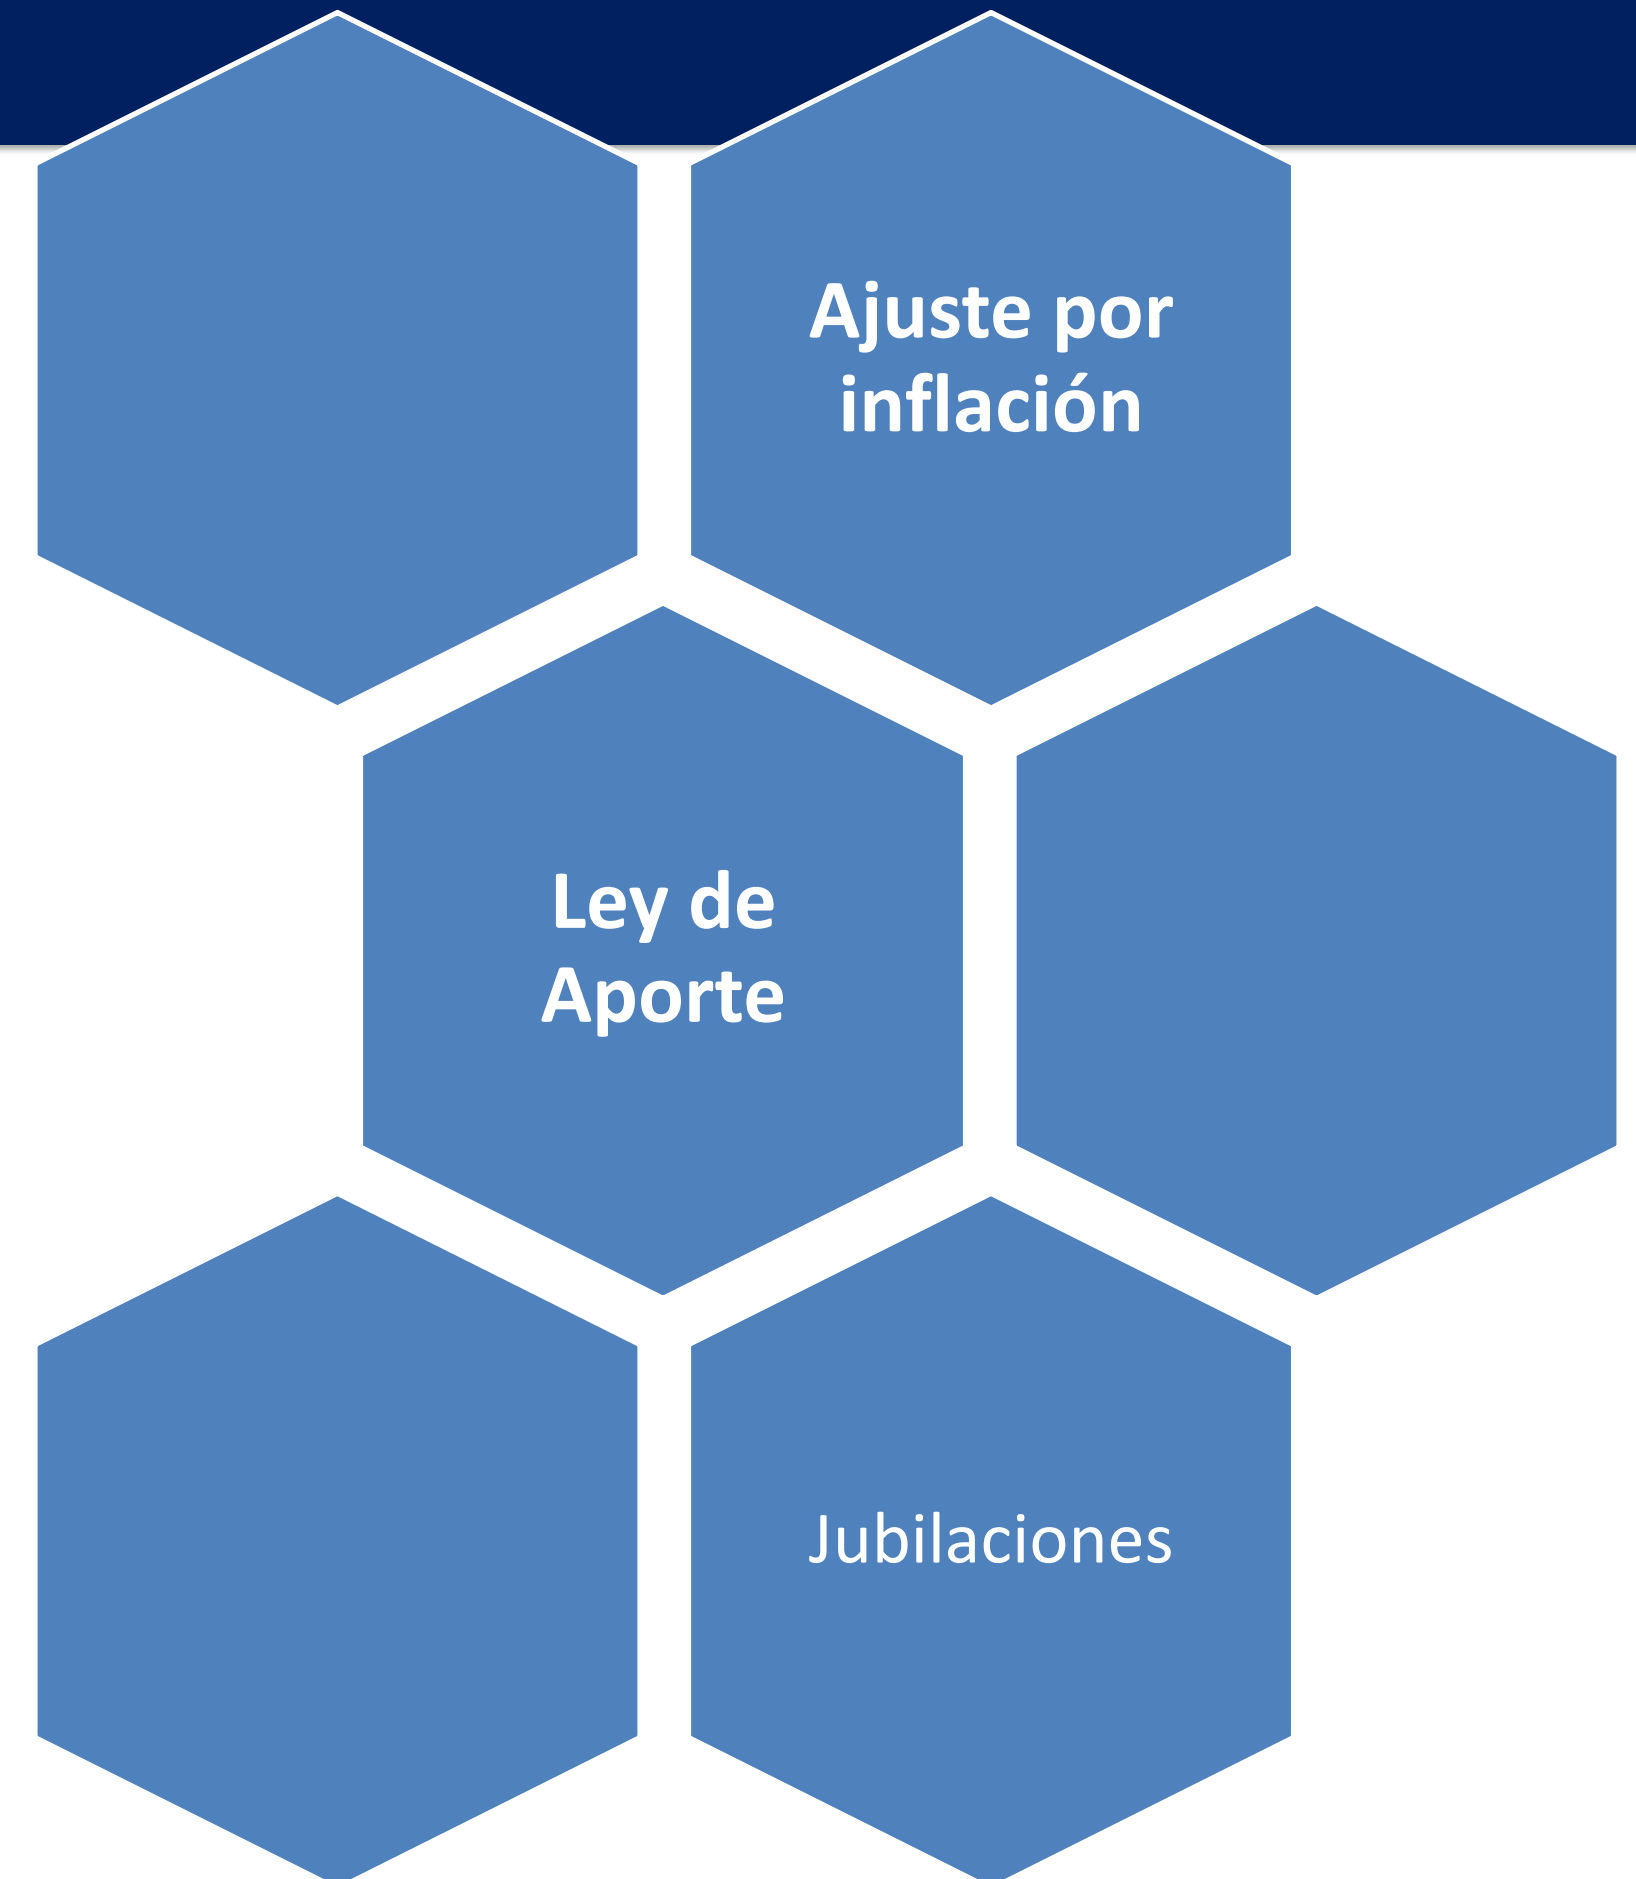 Ajuste por
inflación
Ley de
Aporte
Jubilaciones